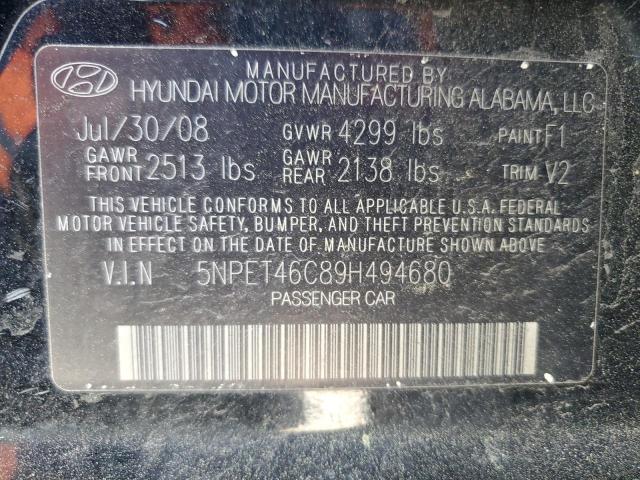 MANUFACTURED BY:
HYUNDAI MOTOR MANUFACTURING ALABAMA, LLC
Jul/30/08 GVWR 4299 lbs PAINT F1
GAWR FRONT 2513 lbs GAWR REAR 2138 lbs TRIM V2
THIS VEHICLE CONFORMS TO ALL APPLICABLE U.S.A. FEDERAL
MOTOR VEHICLE SAFETY, BUMPER, AND THEFT PREVENTION STANDARDS
IN EFFECT ON THE DATE OF MANUFACTURE SHOWN ABOVE.
V.I.N 5NPET46C89H494680
PASSENGER CAR